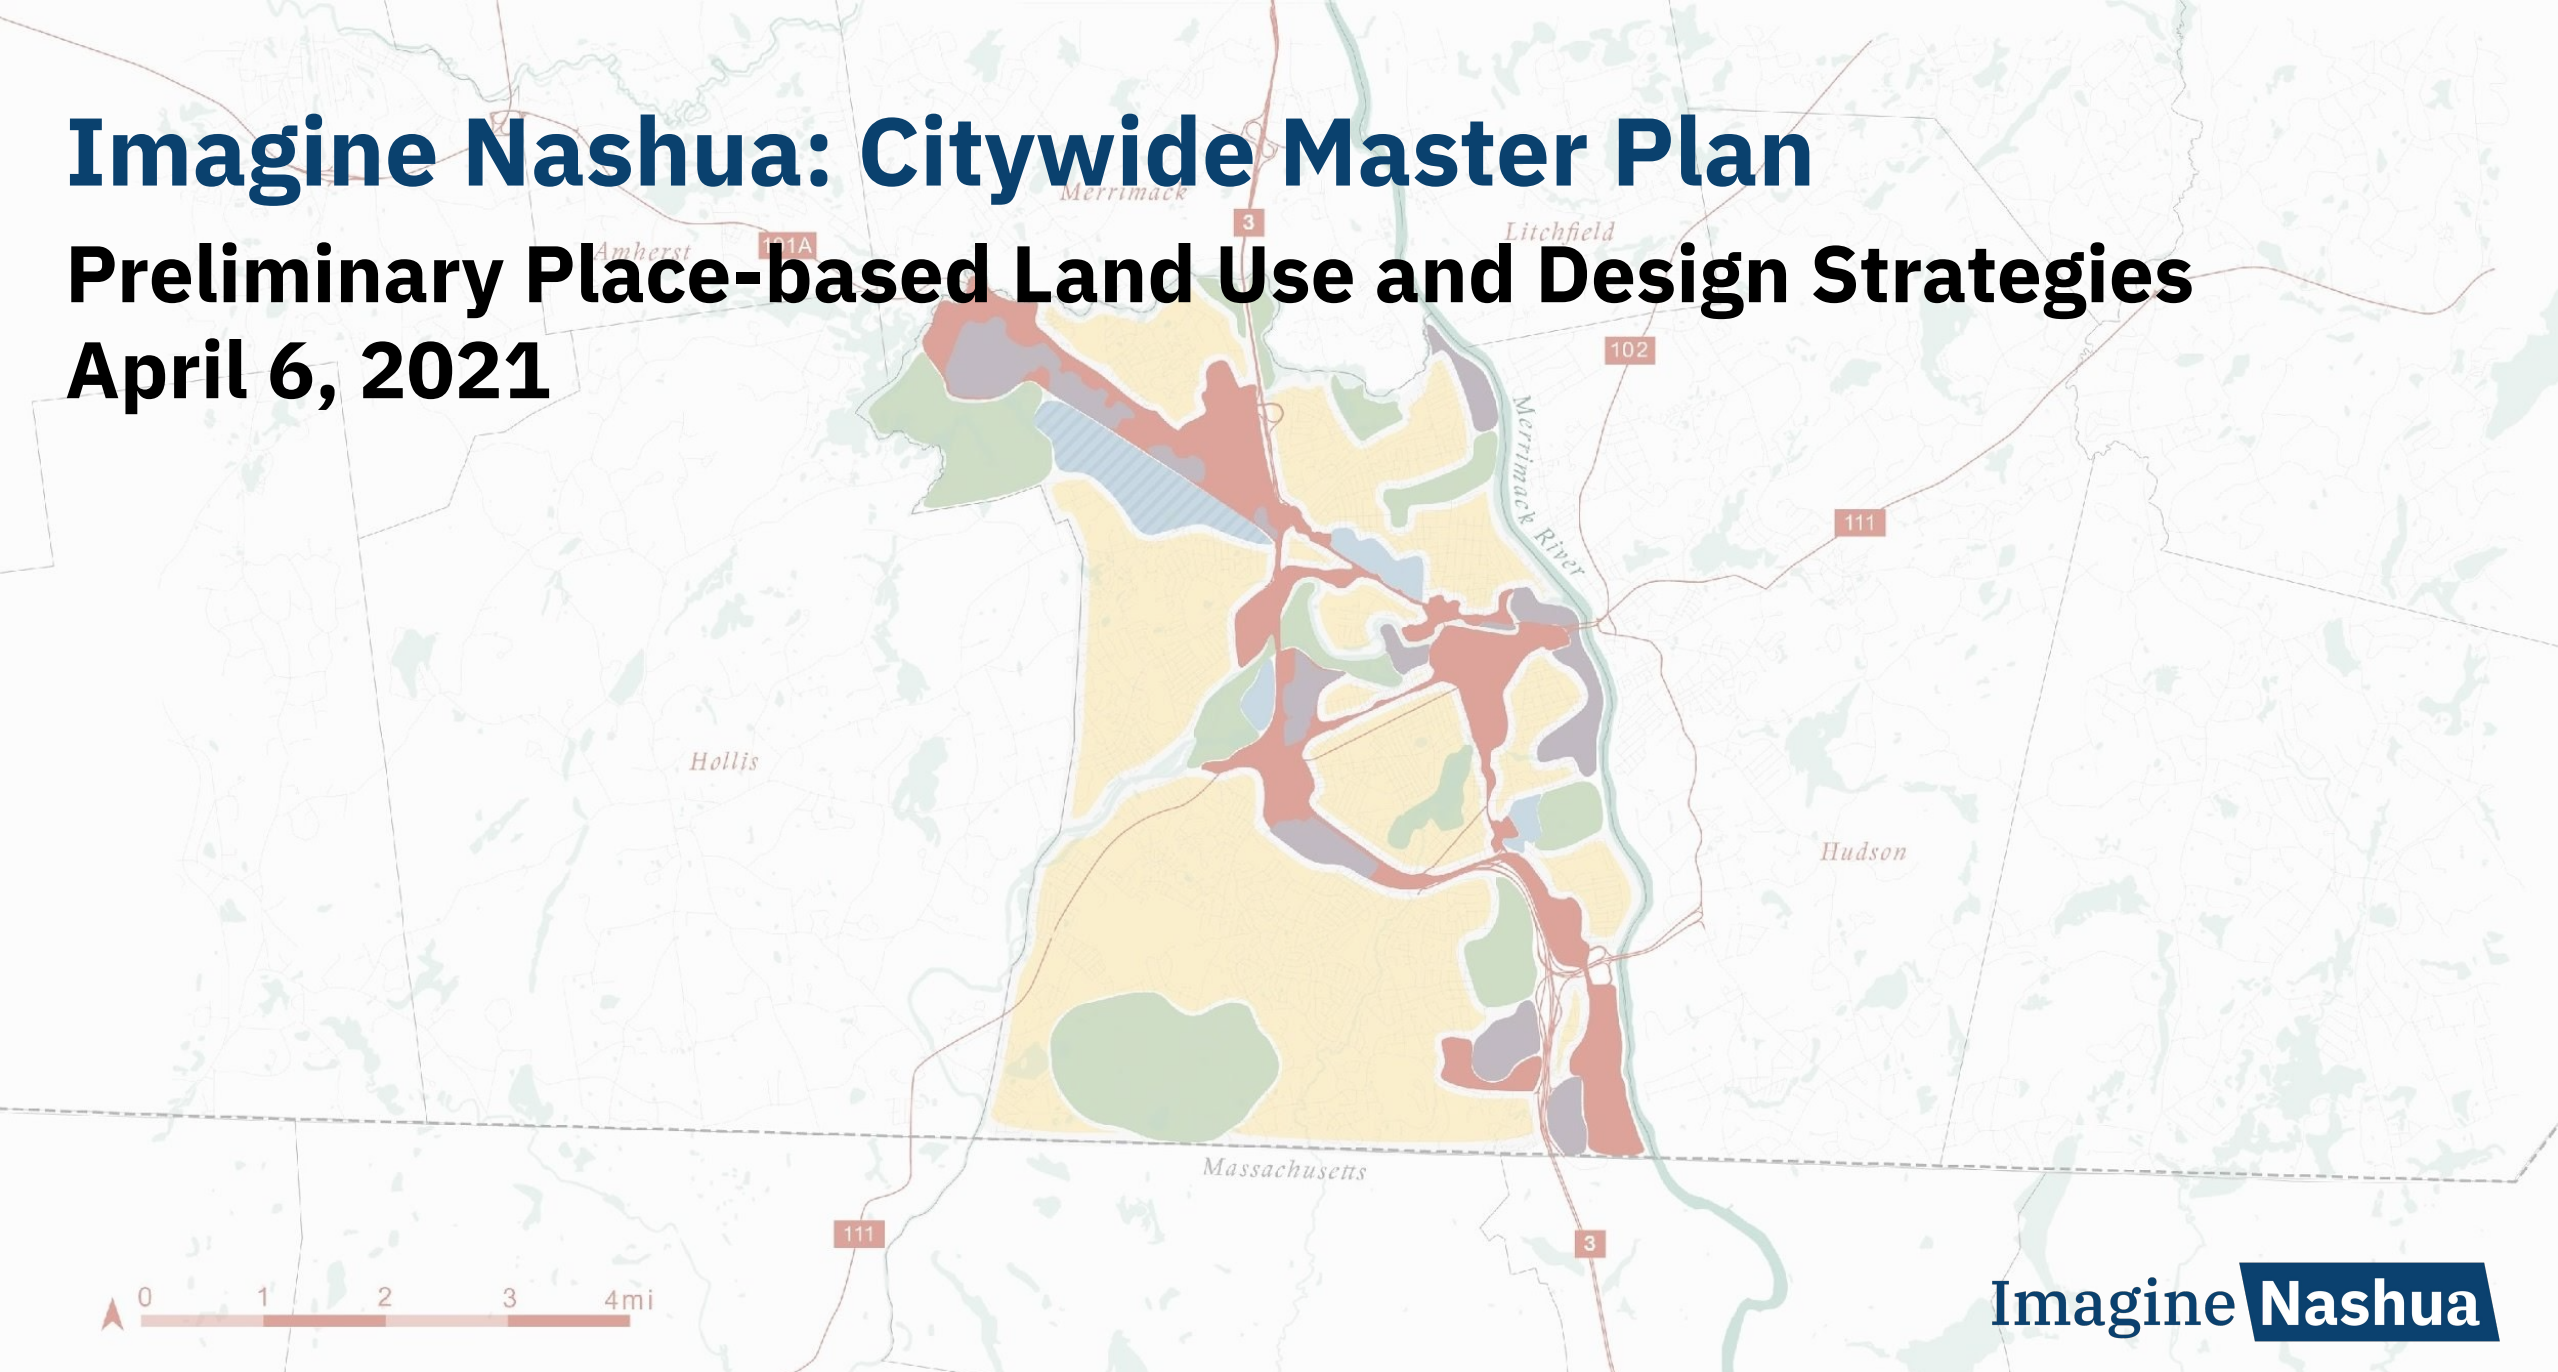 Imagine Nashua: Citywide Master Plan
Merrimack
3
Litchfield
Amherst
101A
Preliminary Place-based Land Use and Design Strategies
April 6, 2021
102
Merrimack River
111
Hollis
Hudson
Massachusetts
111
3
0 1 2 3 4mi
Imagine Nashua